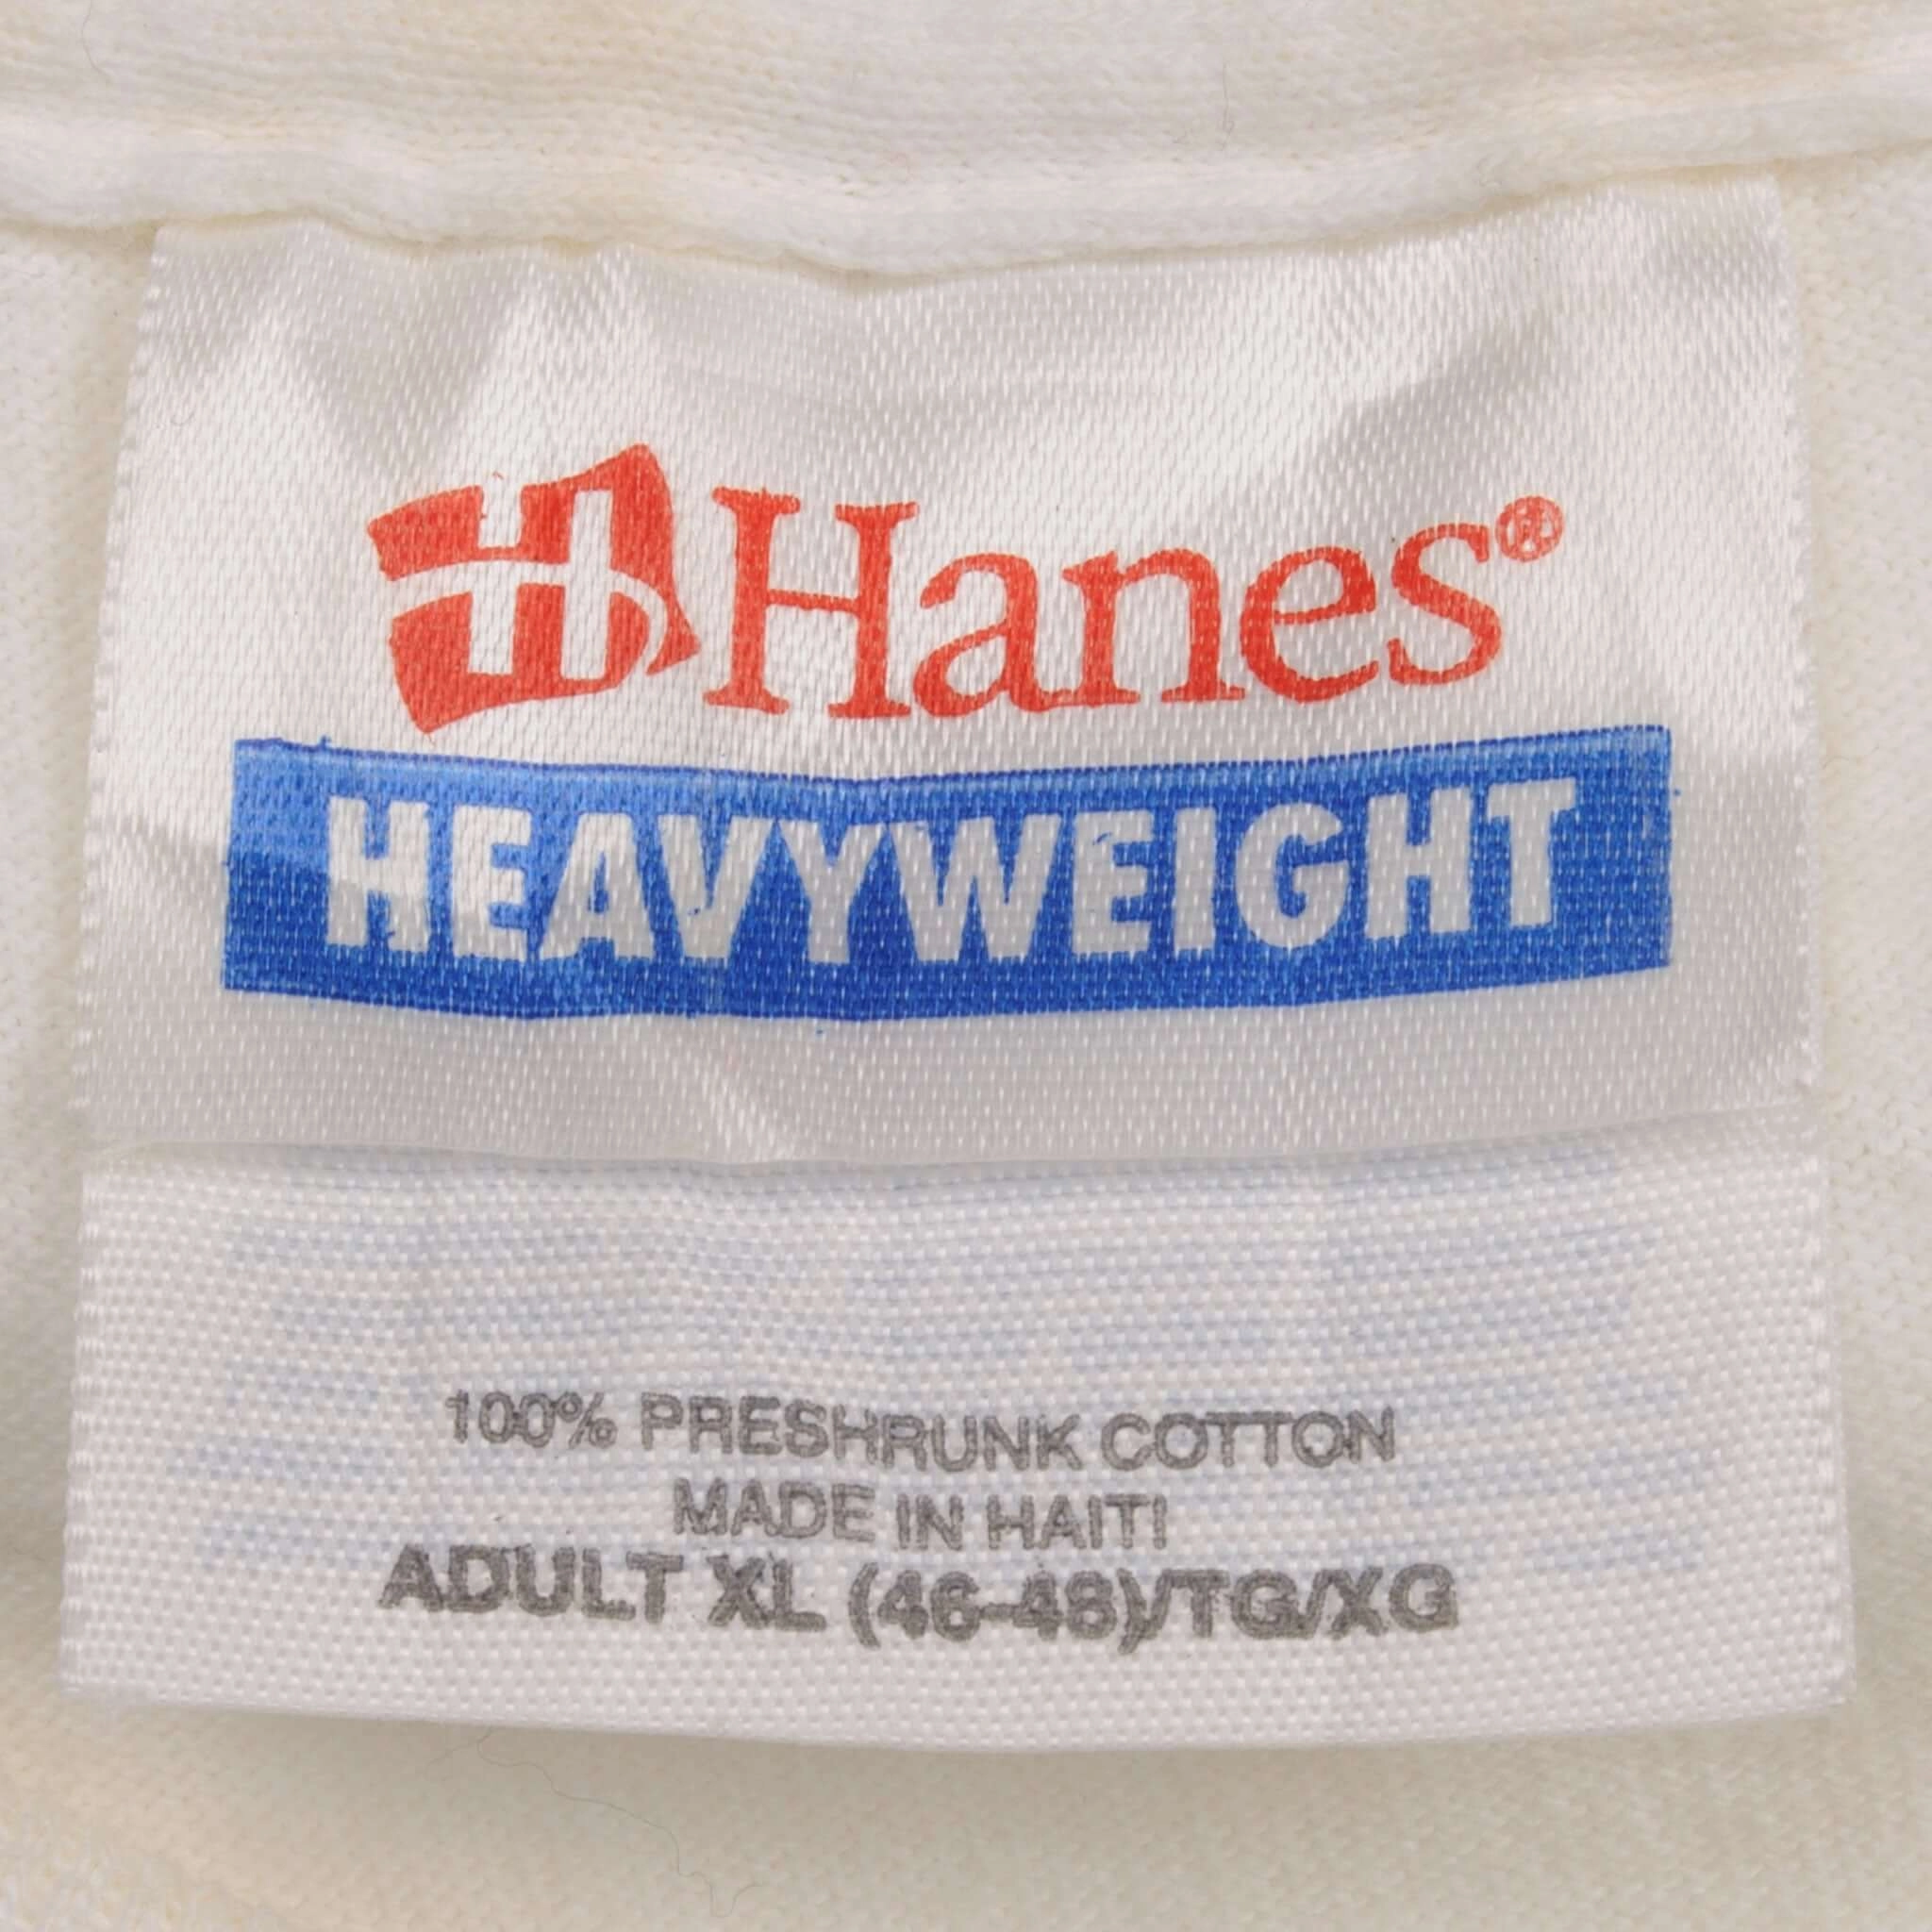 Hanes®
HEAVYWEIGHT
100% PRESHRUNK COTTON
MADE IN HAITI
ADULT XL (46-48)/TG/XG